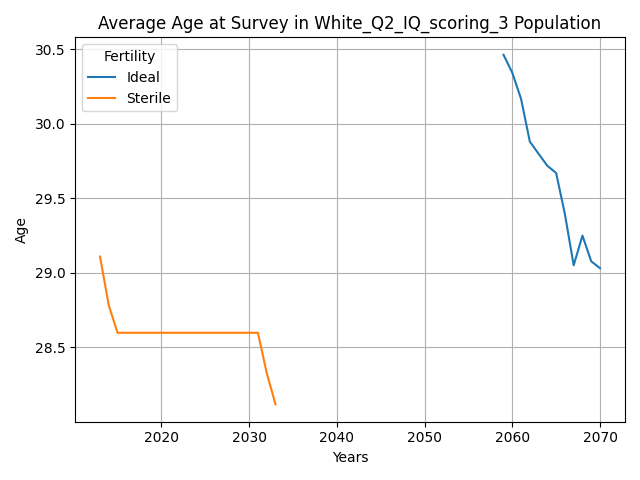 Average Age at Survey in White_Q2_IQ_scoring_3 Population
Fertility
Ideal
Sterile
30.5
30.0
29.5
29.0
28.5
Age
2020 2030 2040 2050 2060 2070
Years